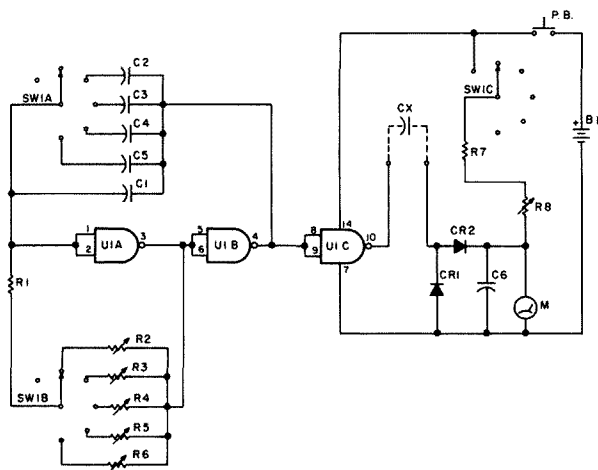 P.B.
C2
C3
SW1A
C4
C5
C1
CX
SW1C
B1
+
R7
R8
1
2
U1A
3
5
6
U1B
4
8
9
U1C
14
10
7
CR2
CR1
C6
M
R1
R2
R3
SW1B
R4
R5
R6